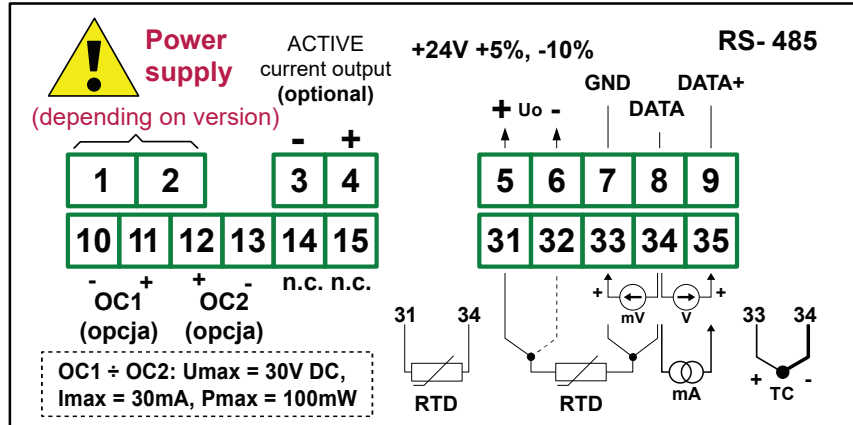 Power supply
(depending on version)
ACTIVE
current output
(optional)
- +
+24V +5%, -10%
RS- 485
+ Uo -
GND
DATA
DATA+
1 2 3 4 5 6 7 8 9
10 11 12 13 14 15 31 32 33 34 35
- + + - n.c. n.c.
OC1 OC2
(opcja) (opcja)
+ mV V +
31 34
RTD
RTD
mA
33 34
+ TC -
OC1 ÷ OC2: Umax = 30V DC,
Imax = 30mA, Pmax = 100mW